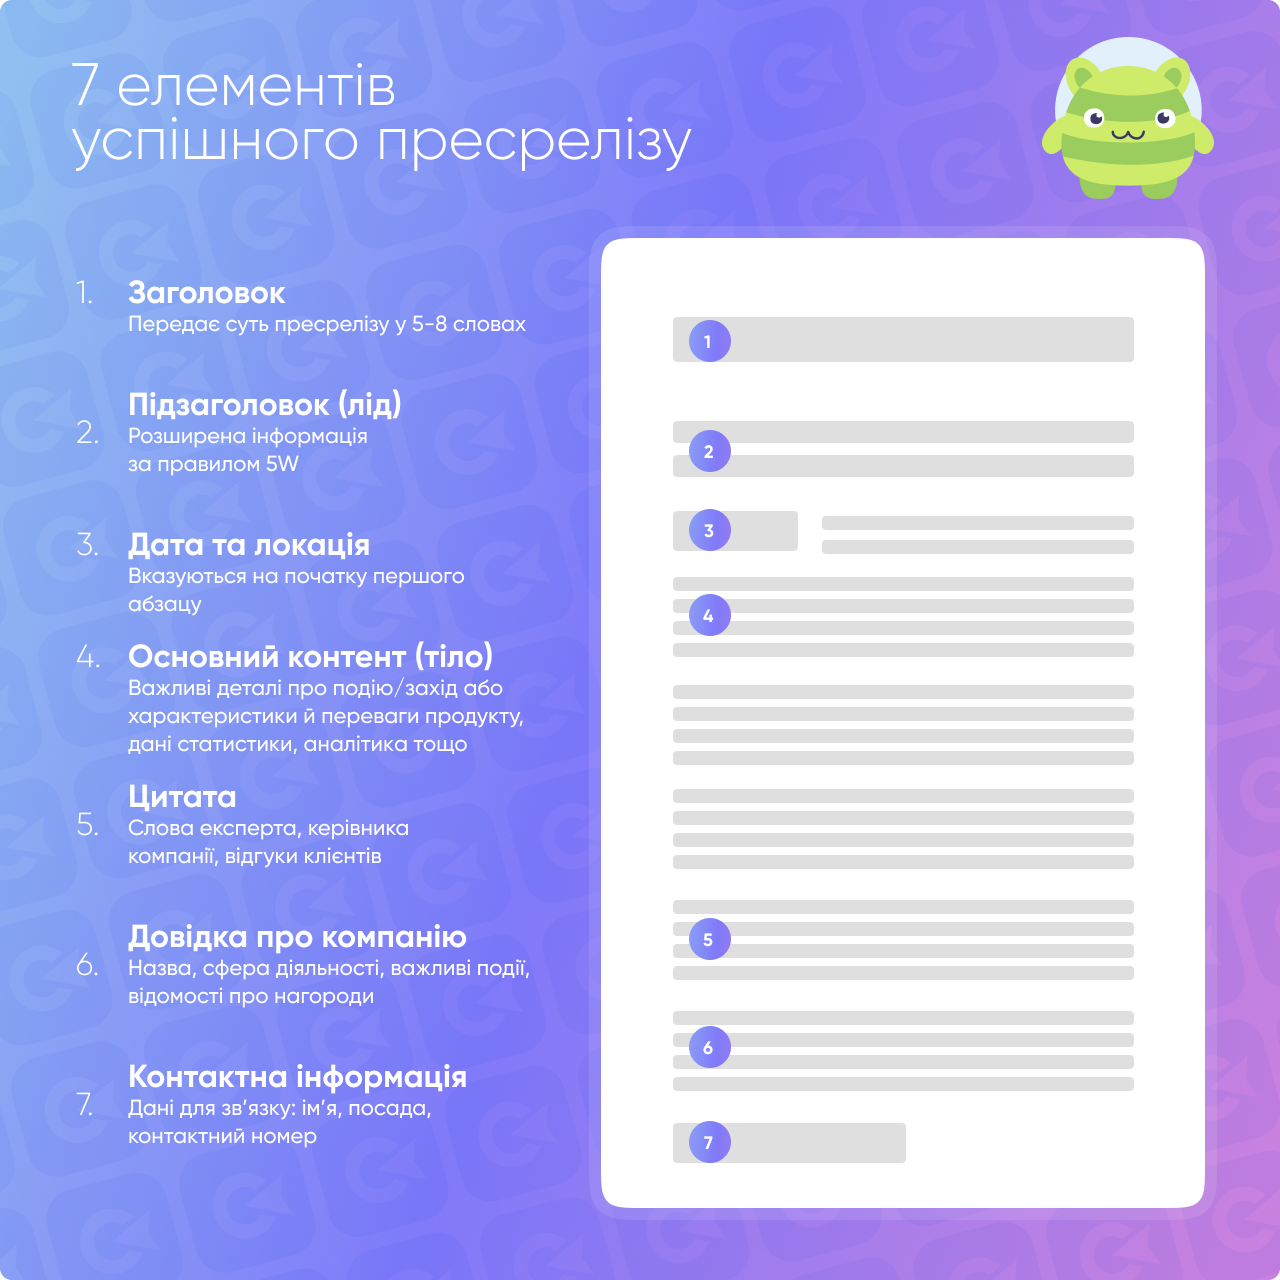 7 елементів
успішного пресрелізу
1. Заголовок
Передає суть пресрелізу у 5-8 словах
2. Підзаголовок (лід)
Розширена інформація
за правилом 5W
3. Дата та локація
Вказуються на початку першого
абзацу
4. Основний контент (тіло)
Важливі деталі про подію/захід або
характеристики й переваги продукту,
дані статистики, аналітика тощо
5. Цитата
Слова експерта, керівника
компанії, відгуки клієнтів
6. Довідка про компанію
Назва, сфера діяльності, важливі події,
відомості про нагороди
7. Контактна інформація
Дані для зв’язку: ім’я, посада,
контактний номер
1
2
3
4
5
6
7